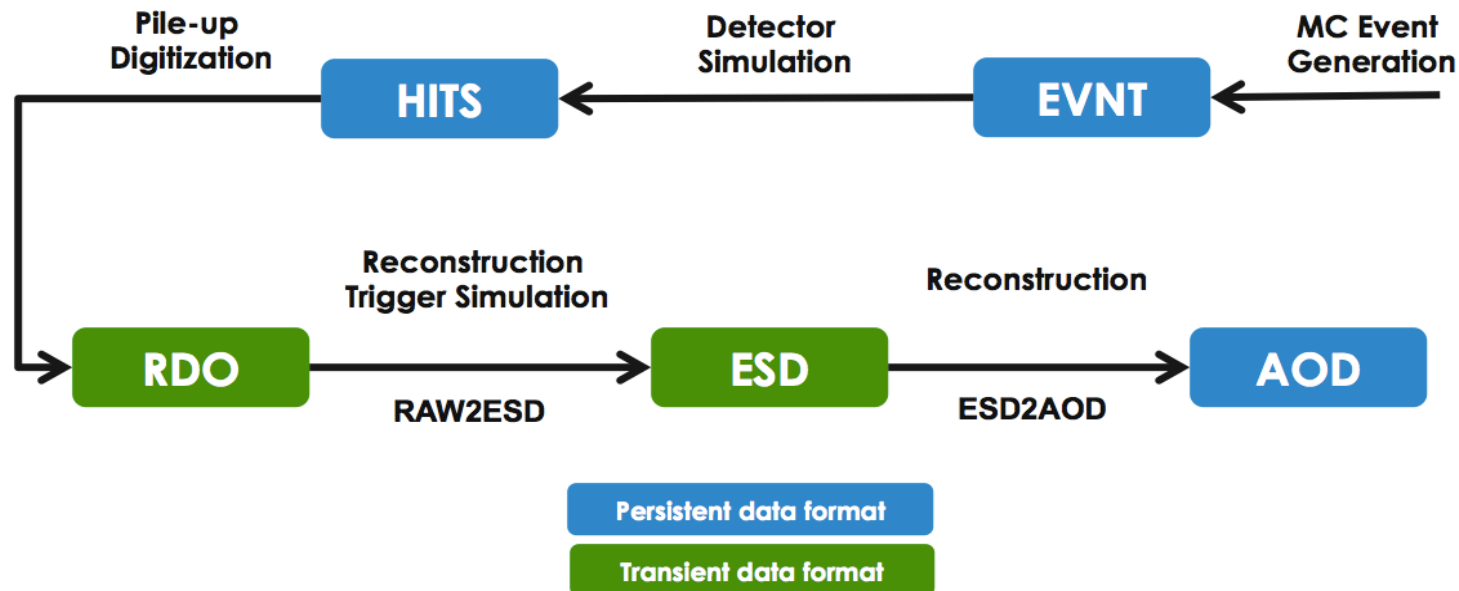 Pile-up
Digitization
Detector
Simulation
MC Event
Generation
HITS
EVNT
Reconstruction
Trigger Simulation
Reconstruction
RDO
ESD
AOD
RAW2ESD
ESD2AOD
Persistent data format
Transient data format